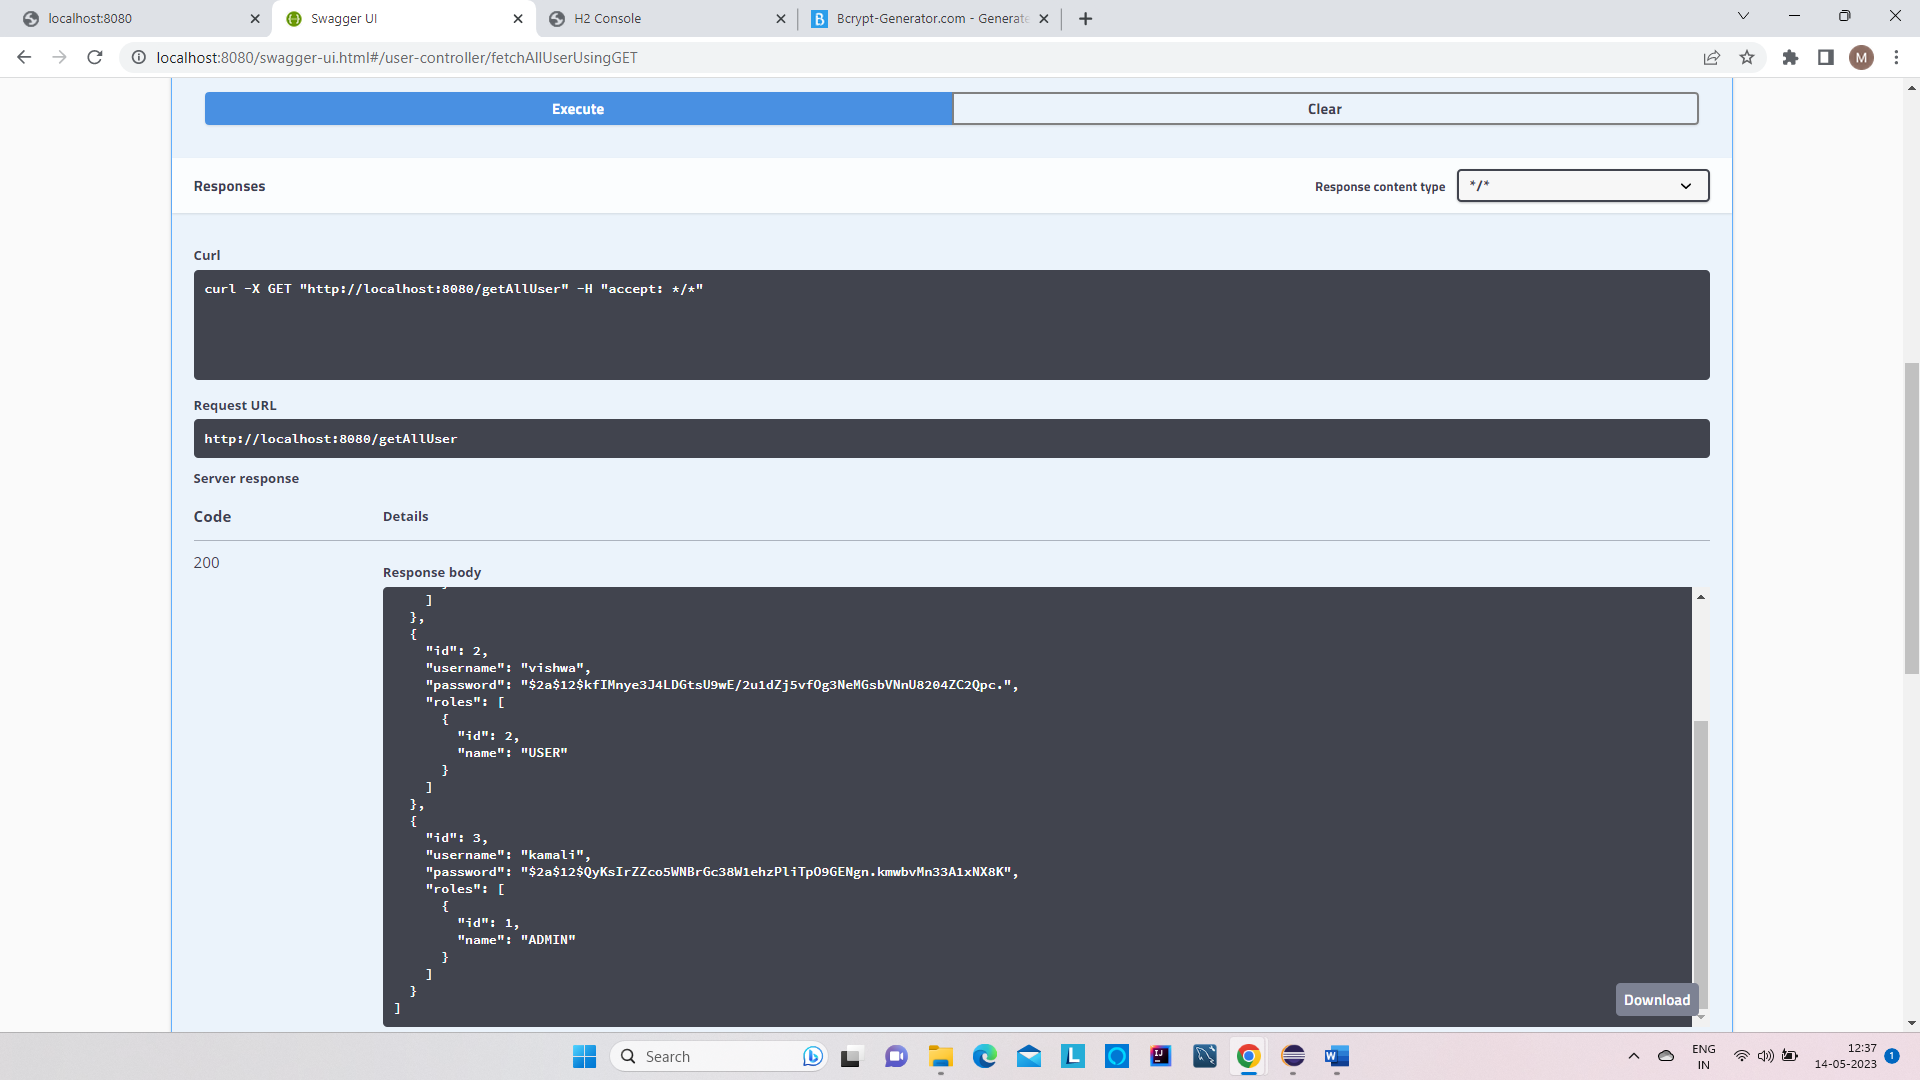 localhost:8080
Swagger UI
H2 Console
Bcrypt-Generator.com - Generate
localhost:8080/swagger-ui.html#/user-controller/fetchAllUserUsingGET
M
Execute
Clear
Responses
Response content type
*/*
Curl
curl -X GET "http://localhost:8080/getAllUser" -H "accept: */*"
Request URL
http://localhost:8080/getAllUser
Server response
Code
Details
200
Response body
]
},
{
"id": 2,
"username": "vishwa",
"password": "$2a$12$kfIMnye3J4LDGtsU9wE/2u1dZj5vfOg3NeMGsbVNnU8204ZC2Qpc.",
"roles": [
{
"id": 2,
"name": "USER"
}
]
},
{
"id": 3,
"username": "kamali",
"password": "$2a$12$QyKsIrZZco5WNBrGc38W1ehzPliTpO9GENgn.kmwbvMn33A1xNX8K",
"roles": [
{
"id": 1,
"name": "ADMIN"
}
]
}
]
Download
Search
ENG
IN
12:37
14-05-2023
1